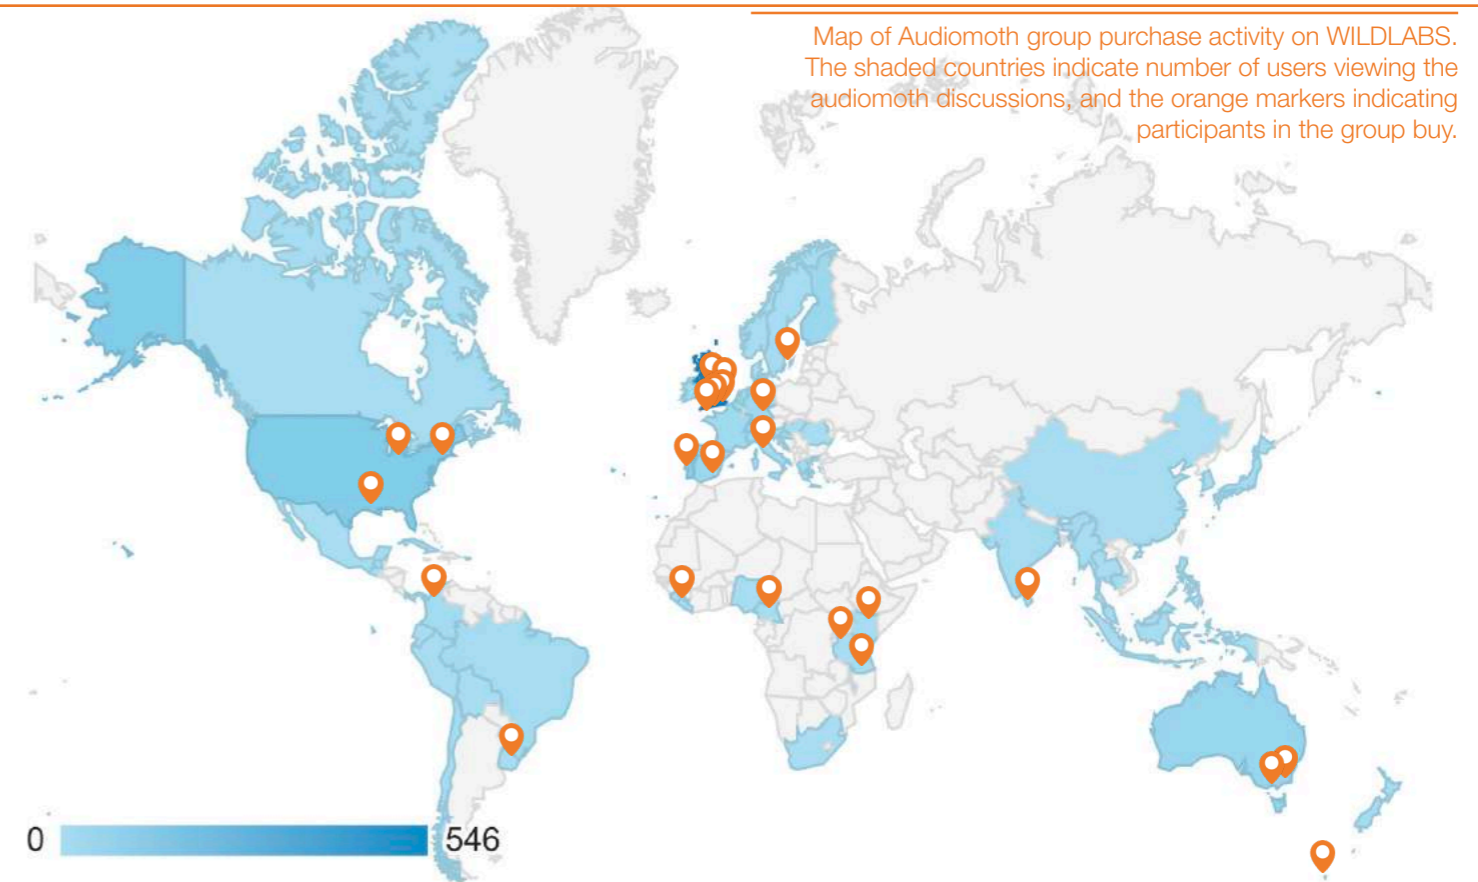 Map of Audiomoth group purchase activity on WILDLABS.
The shaded countries indicate number of users viewing the
audiomoth discussions, and the orange markers indicating
participants in the group buy.
0
546